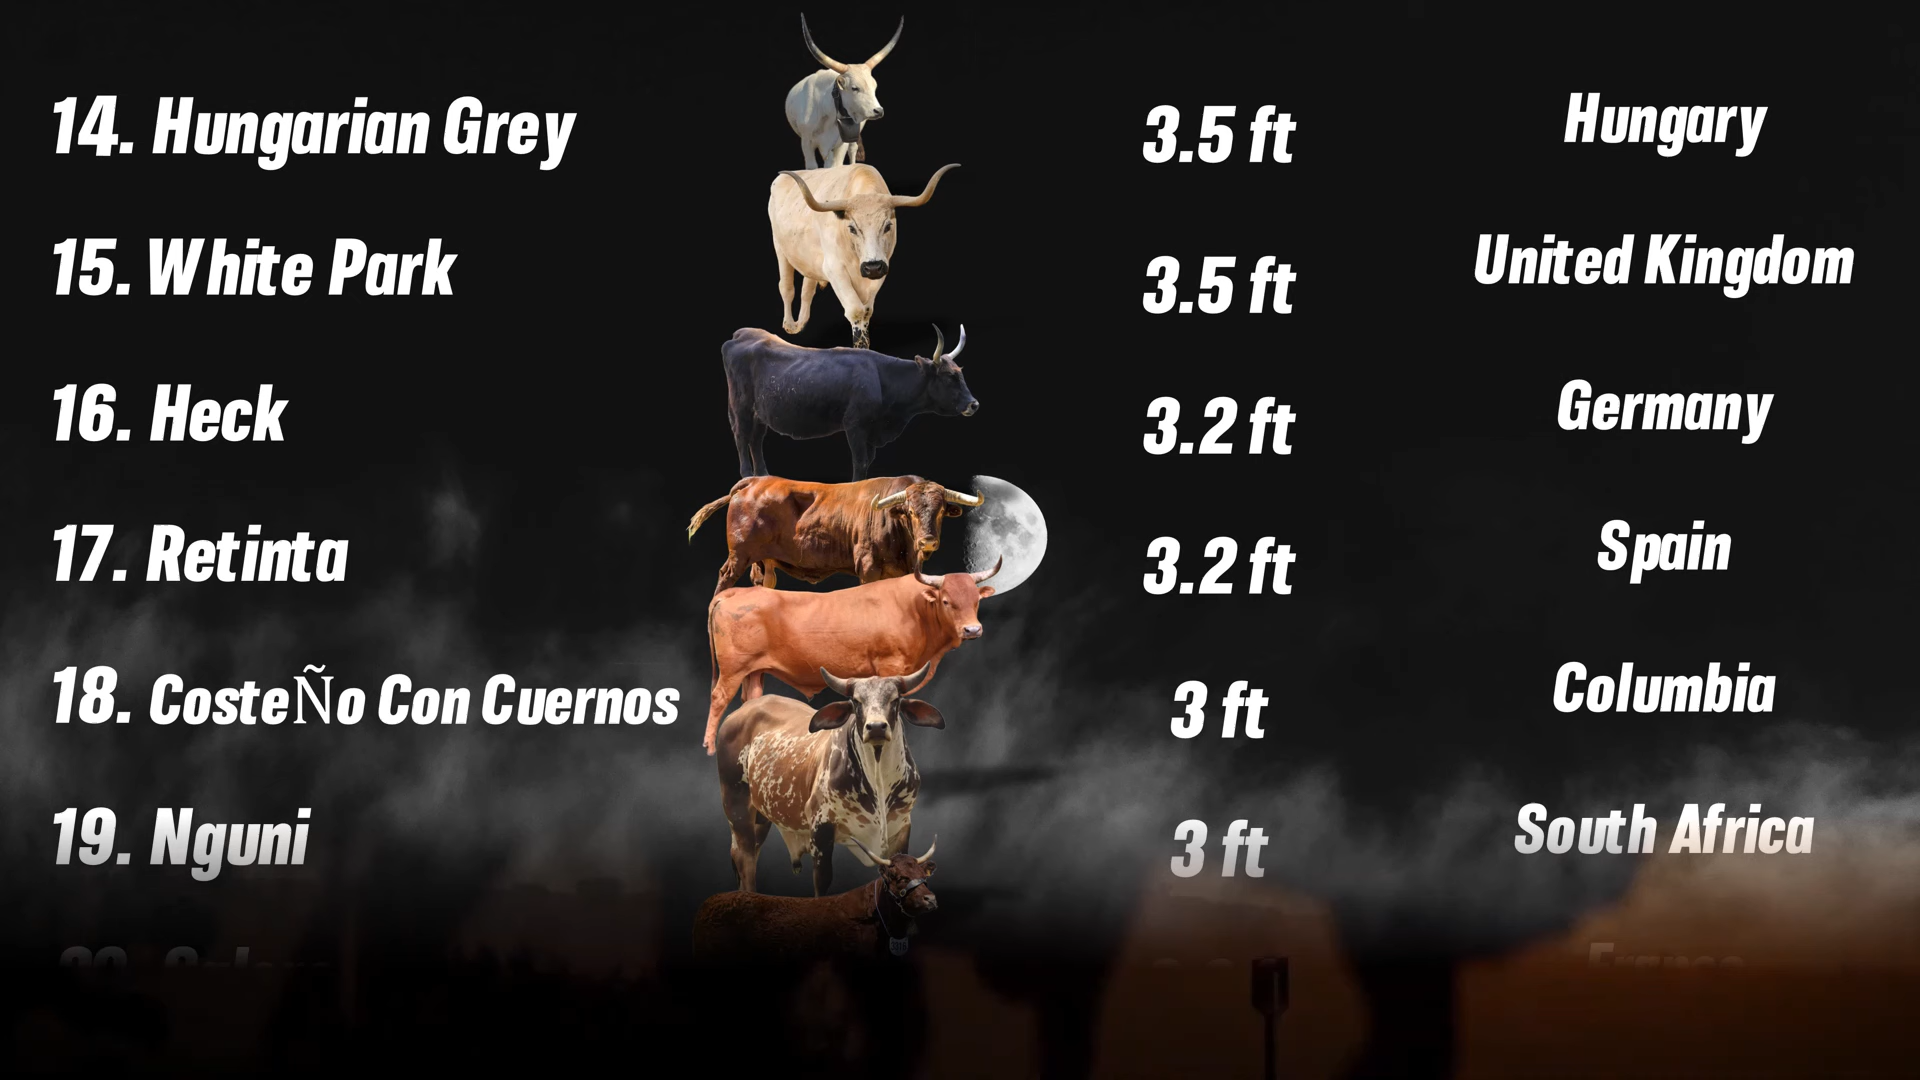 14. Hungarian Grey 3.5 ft Hungary
15. White Park 3.5 ft United Kingdom
16. Heck 3.2 ft Germany
17. Retinta 3.2 ft Spain
18. CosteÑo Con Cuernos 3 ft Columbia
19. Nguni 3 ft South Africa
France